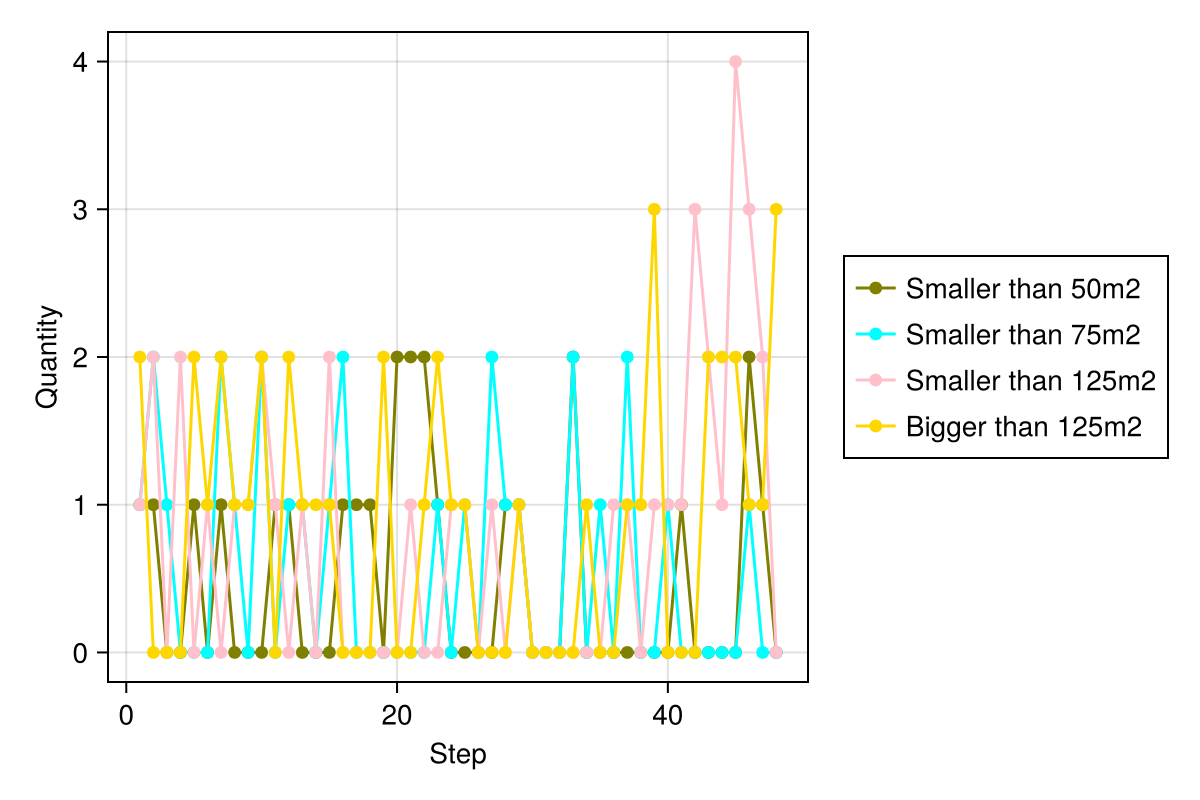 4
3
2
1
0
Quantity
0 20 40
Step
Smaller than 50m2
Smaller than 75m2
Smaller than 125m2
Bigger than 125m2